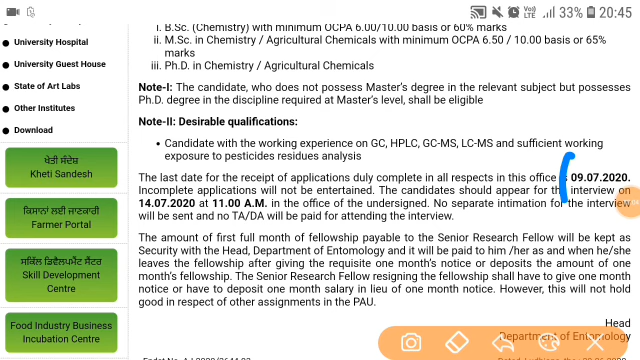 33% 20:45
University Hospital
University Guest House
State of Art Labs
Other Institutes
Download
ਖੇਤੀ ਸੰਦੇਸ਼
Kheti Sandesh
ਕਿਸਾਨਾਂ ਲਈ ਜਾਣਕਾਰੀ
Farmer Portal
ਸਕਿੱਲ ਡਿਵੈਲਪਮੈਂਟ ਸੈਂਟਰ
Skill Development
Centre
Food Industry Business
Incubation Centre
i. B.Sc. (Chemistry) with minimum OCPA 6.00/10.00 basis or 60% marks
ii. M.Sc. in Chemistry / Agricultural Chemicals with minimum OCPA 6.50 / 10.00 basis or 65%
marks
iii. Ph.D. in Chemistry / Agricultural Chemicals
Note-I: The candidate, who does not possess Master's degree in the relevant subject but possesses
Ph.D. degree in the discipline required at Master's level, shall be eligible
Note-II: Desirable qualifications:
• Candidate with the working experience on GC, HPLC, GC-MS, LC-MS and sufficient working
exposure to pesticides residues analysis
The last date for the receipt of applications duly complete in all respects in this office is 09.07.2020.
Incomplete applications will not be entertained. The candidates should appear for the interview on
14.07.2020 at 11.00 A.M. in the office of the undersigned. No separate intimation for the interview
will be sent and no TA/DA will be paid for attending the interview.
The amount of first full month of fellowship payable to the Senior Research Fellow will be kept as
Security with the Head, Department of Entomology and it will be paid to him /her as and when he/she
leaves the fellowship after giving the requisite one month's notice or deposits the amount of one
month's fellowship. The Senior Research Fellow resigning the fellowship shall have to give one month
notice or have to deposit one month salary in lieu of one month notice. However, this will not hold
good in respect of other assignments in the PAU.
Head
Department of Entomology